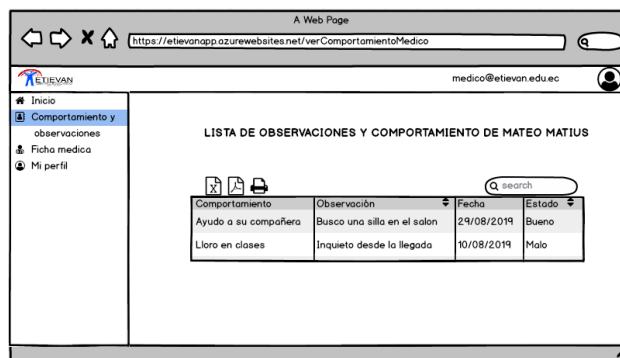 A Web Page
https://etievanapp.azurewebsites.net/verComportamientoMedico
ETIEVAN
medico@etievan.edu.ec
Inicio
Comportamiento y
observaciones
Ficha medica
Mi perfil
LISTA DE OBSERVACIONES Y COMPORTAMIENTO DE MATEO MATIUS
search
Comportamiento Observación Fecha Estado
Ayudo a su compañera Busco una silla en el salon 29/08/2019 Bueno
Lloro en clases Inquieto desde la llegada 10/08/2019 Malo